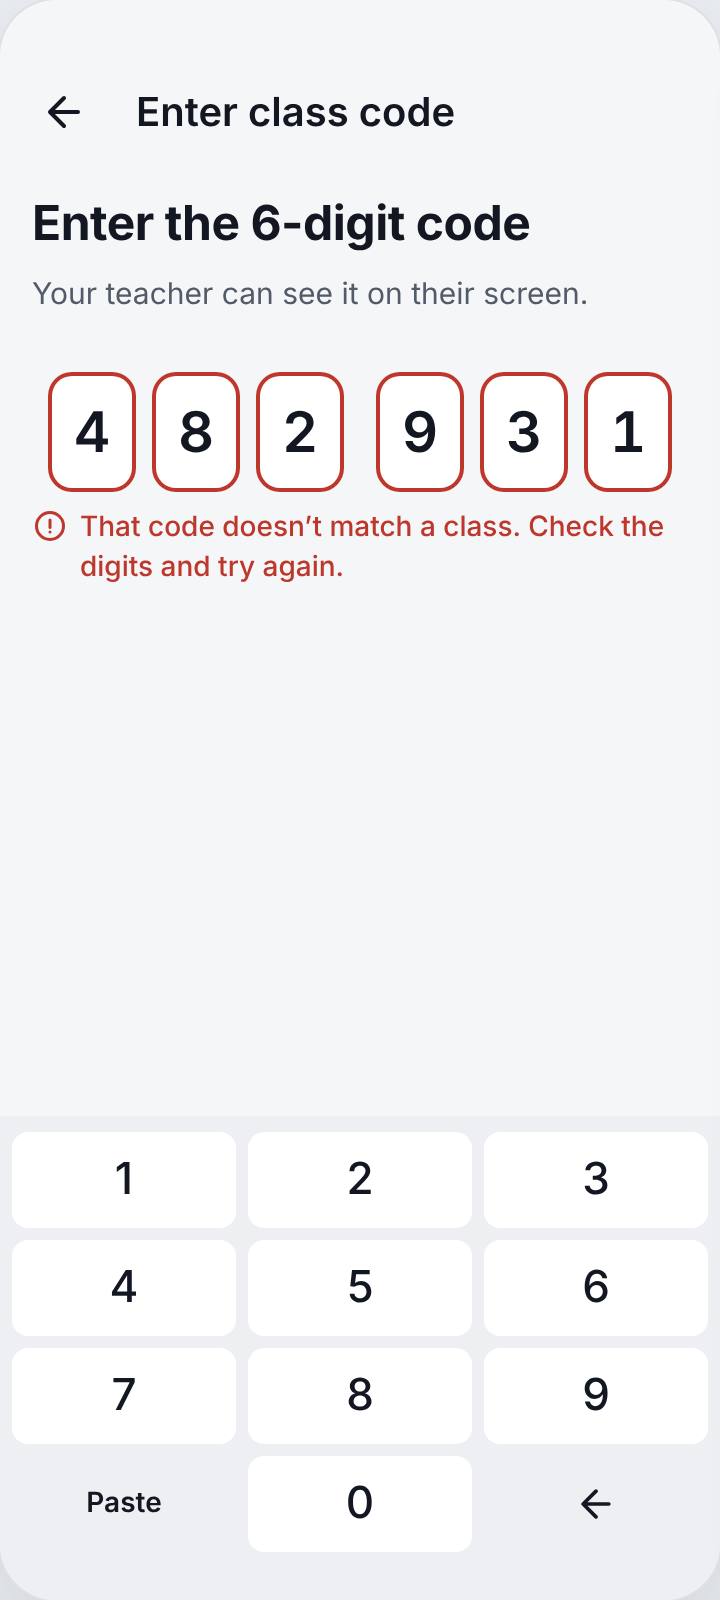 Enter class code
Enter the 6-digit code
Your teacher can see it on their screen.
4 8 2 9 3 1
That code doesn’t match a class. Check the
digits and try again.
1 2 3
4 5 6
7 8 9
Paste 0